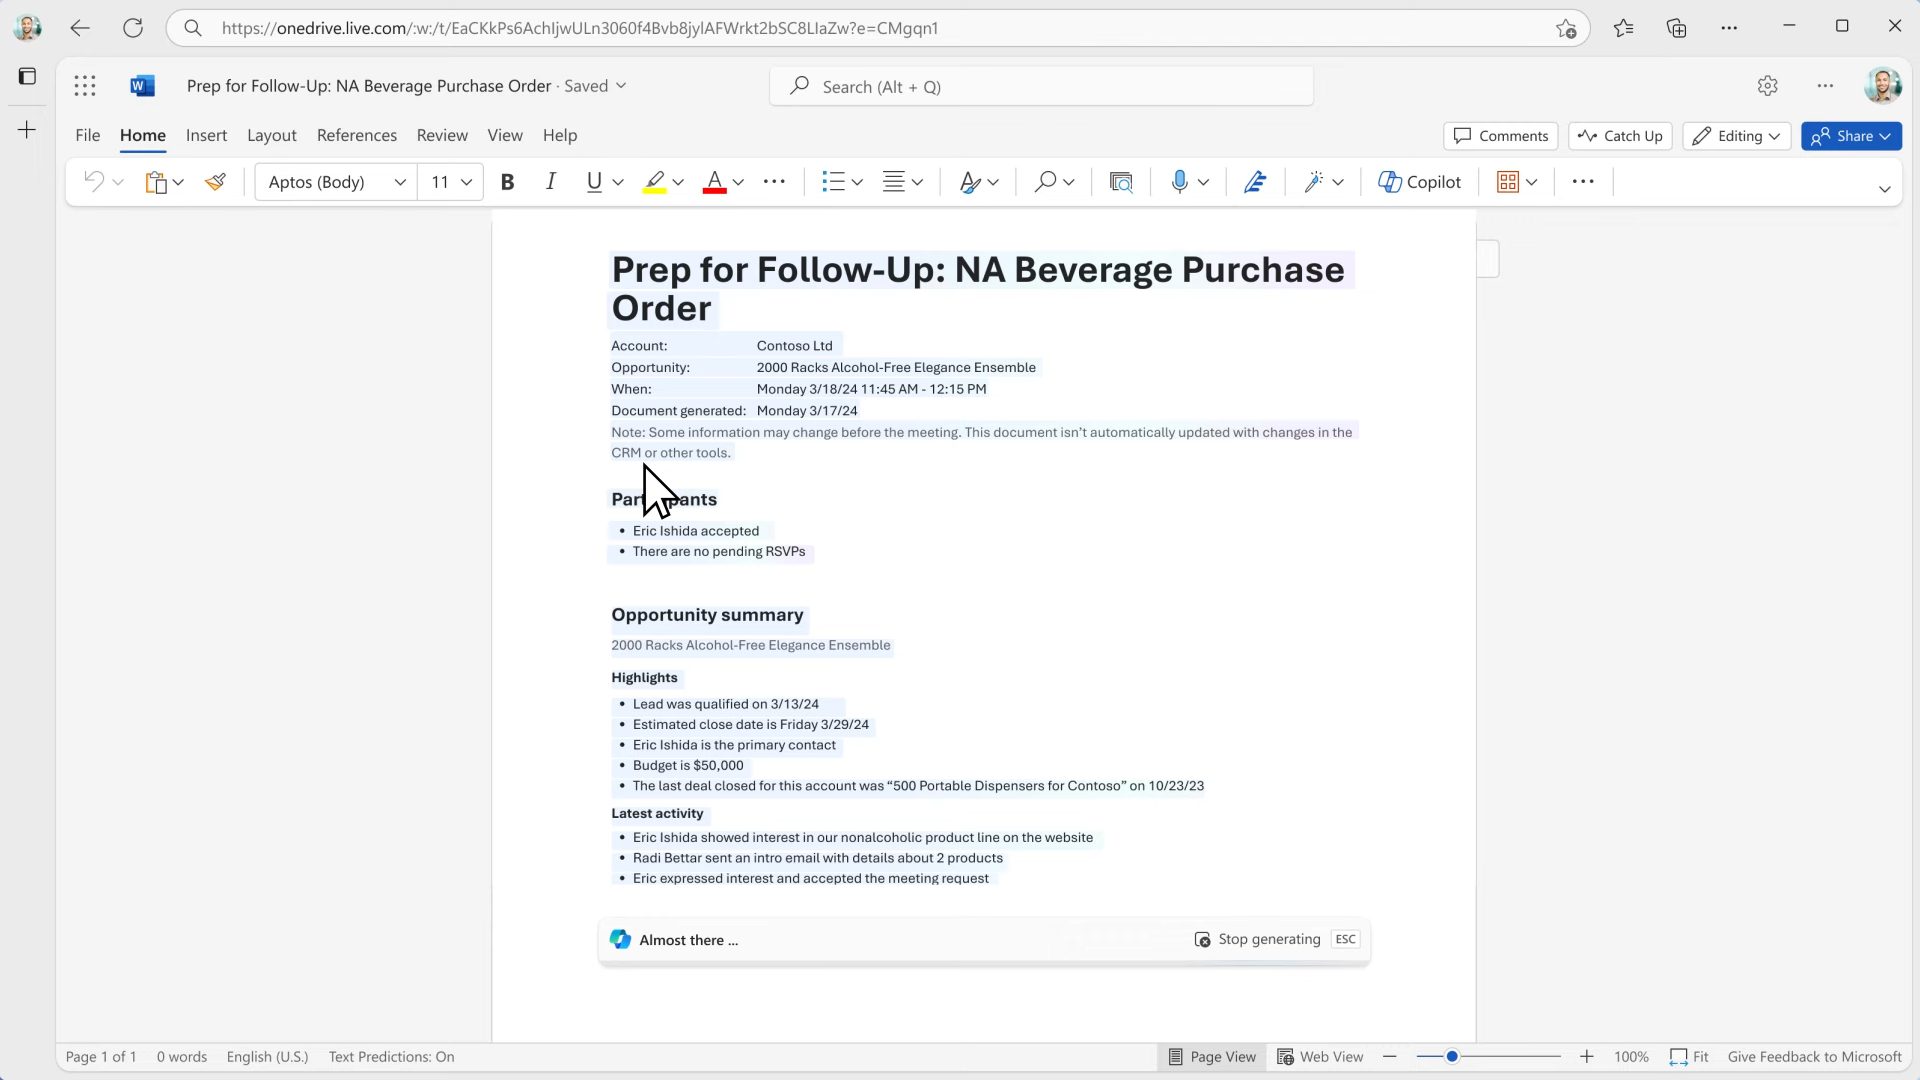 https://onedrive.live.com/:w:/t/EaCKkPs6AchIjwULn3060f4Bvb8jylAFWrkt2bSC8LIaZw?e=CMgqn1
Prep for Follow-Up: NA Beverage Purchase Order · Saved
Search (Alt + Q)
File Home Insert Layout References Review View Help
Comments Catch Up Editing Share
Aptos (Body) 11 B I U A Copilot
Prep for Follow-Up: NA Beverage Purchase
Order
Account: Contoso Ltd
Opportunity: 2000 Racks Alcohol-Free Elegance Ensemble
When: Monday 3/18/24 11:45 AM - 12:15 PM
Document generated: Monday 3/17/24
Note: Some information may change before the meeting. This document isn't automatically updated with changes in the
CRM or other tools.
Participants
• Eric Ishida accepted
• There are no pending RSVPs
Opportunity summary
2000 Racks Alcohol-Free Elegance Ensemble
Highlights
• Lead was qualified on 3/13/24
• Estimated close date is Friday 3/29/24
• Eric Ishida is the primary contact
• Budget is $50,000
• The last deal closed for this account was “500 Portable Dispensers for Contoso” on 10/23/23
Latest activity
• Eric Ishida showed interest in our nonalcoholic product line on the website
• Radi Bettar sent an intro email with details about 2 products
• Eric expressed interest and accepted the meeting request
Almost there ... Stop generating ESC
Page 1 of 1 0 words English (U.S.) Text Predictions: On Page View Web View 100% Fit Give Feedback to Microsoft